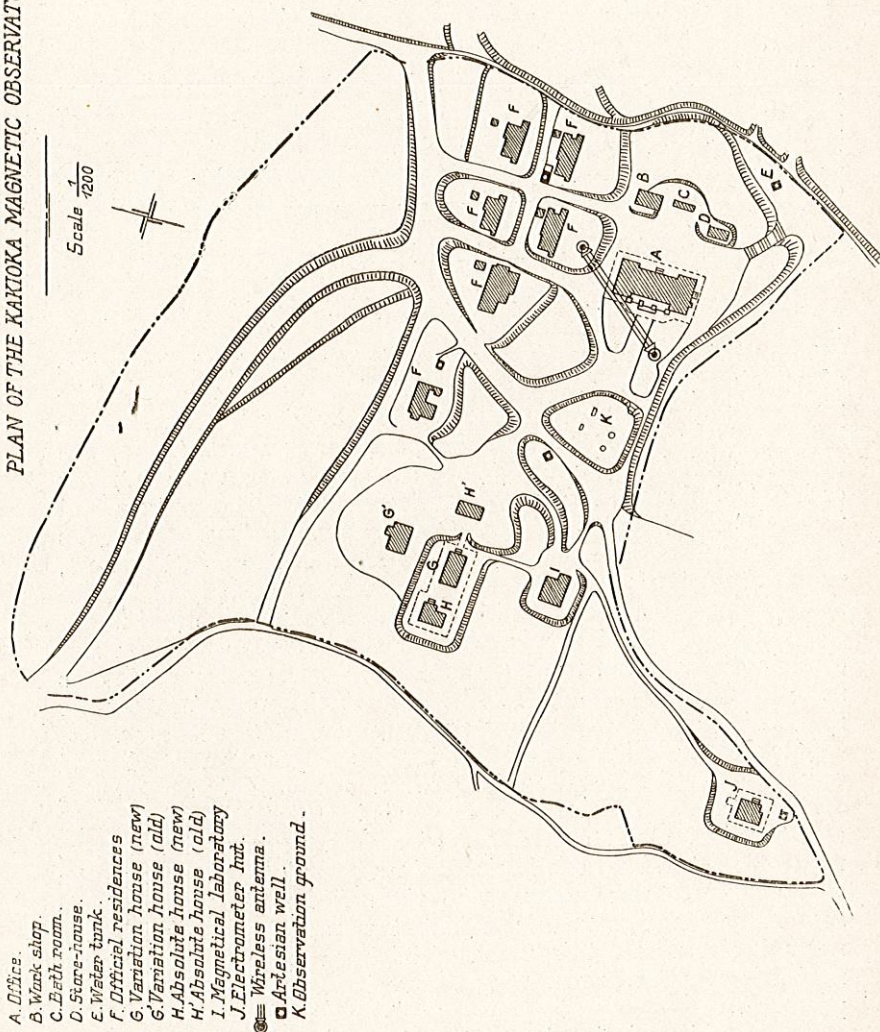 PLAN OF THE KAKIOKA MAGNETIC OBSERVAT
Scale 1/1200
A. Office.
B. Work shop.
C. Bath room.
D. Store-house.
E. Water tank.
F. Official residences
G. Variation house (new)
G'. Variation house (old)
H. Absolute house (new)
H'. Absolute house (old)
I. Magnetical laboratory
J. Electrometer hut.
Wireless antenna.
Artesian well.
K. Observation ground.
G'
H
G
H'
I
J
K
F
F
F
F
F
F
A
B
C
D
E